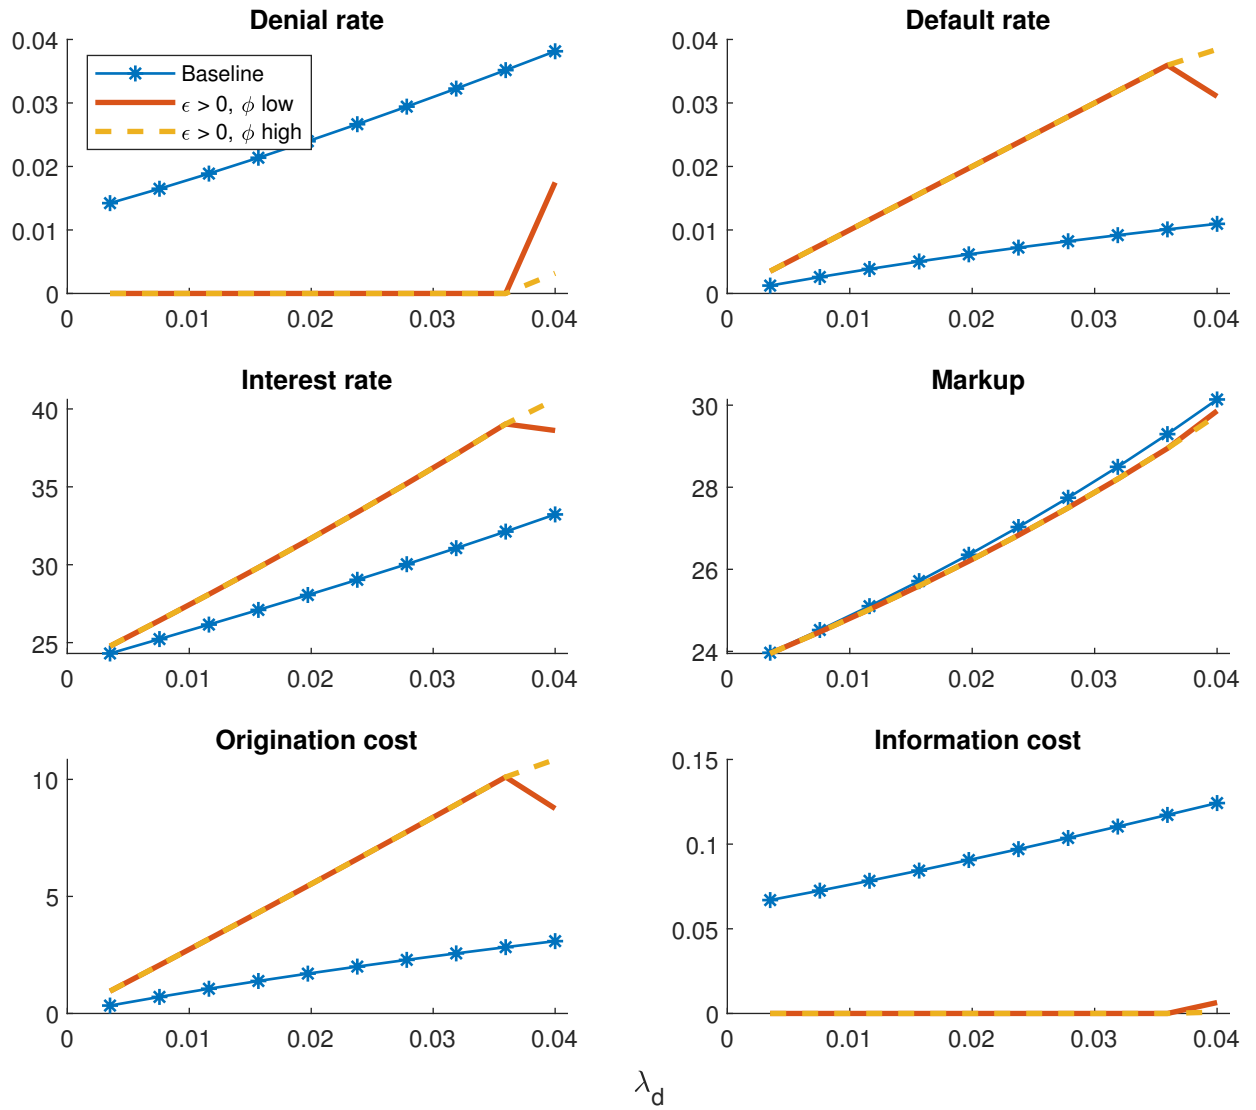 Denial rate
0.04
0.03
0.02
0.01
0
0 0.01 0.02 0.03 0.04
Baseline
ϵ > 0, ϕ low
ϵ > 0, ϕ high
Default rate
0.04
0.03
0.02
0.01
0
0 0.01 0.02 0.03 0.04
Interest rate
40
35
30
25
0 0.01 0.02 0.03 0.04
Markup
30
28
26
24
0 0.01 0.02 0.03 0.04
Origination cost
10
5
0
0 0.01 0.02 0.03 0.04
Information cost
0.15
0.1
0.05
0
0 0.01 0.02 0.03 0.04
λ_d